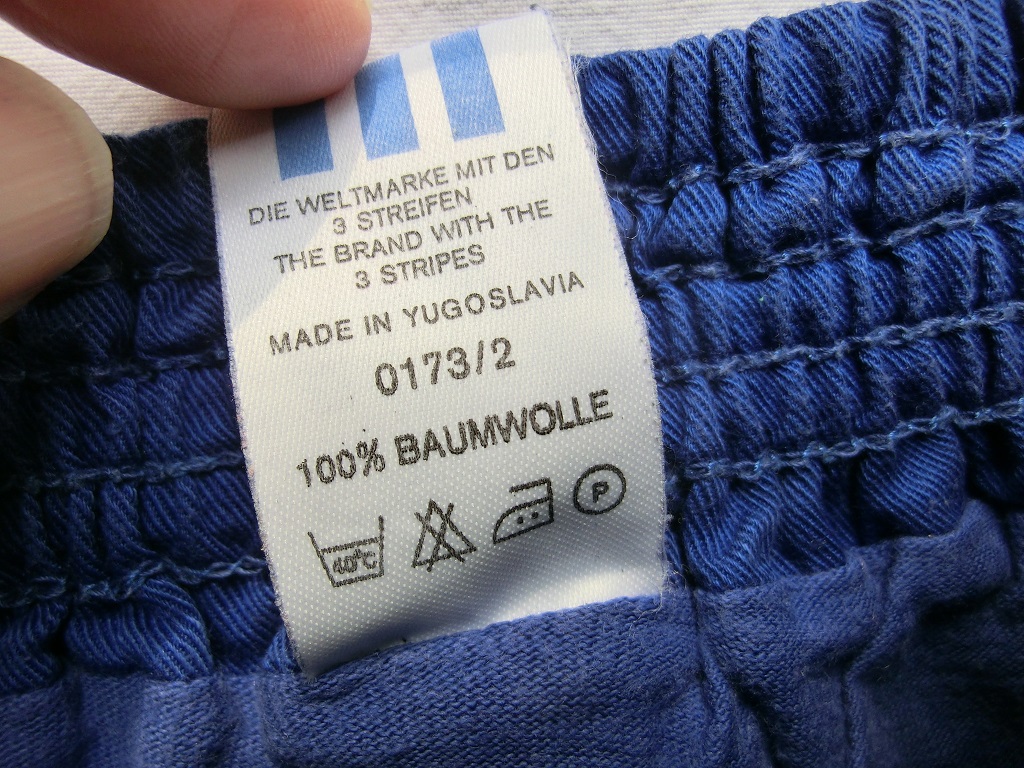 DIE WELTMARKE MIT DEN
3 STREIFEN
THE BRAND WITH THE
3 STRIPES
MADE IN YUGOSLAVIA
0173/2
100% BAUMWOLLE
40°C P